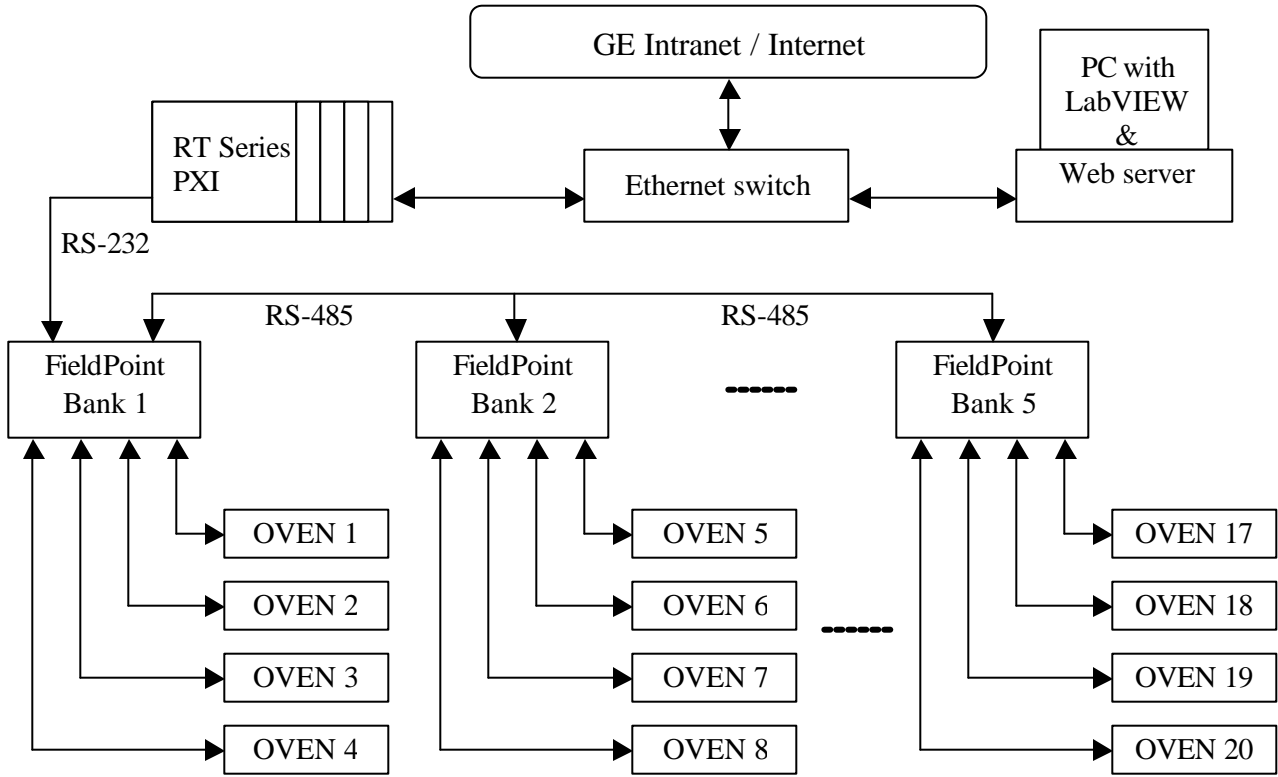 GE Intranet / Internet
PC with
LabVIEW
&
Web server
RT Series
PXI
Ethernet switch
RS-232
RS-485
RS-485
FieldPoint
Bank 1
FieldPoint
Bank 2
FieldPoint
Bank 5
OVEN 1
OVEN 5
OVEN 17
OVEN 2
OVEN 6
OVEN 18
OVEN 3
OVEN 7
OVEN 19
OVEN 4
OVEN 8
OVEN 20